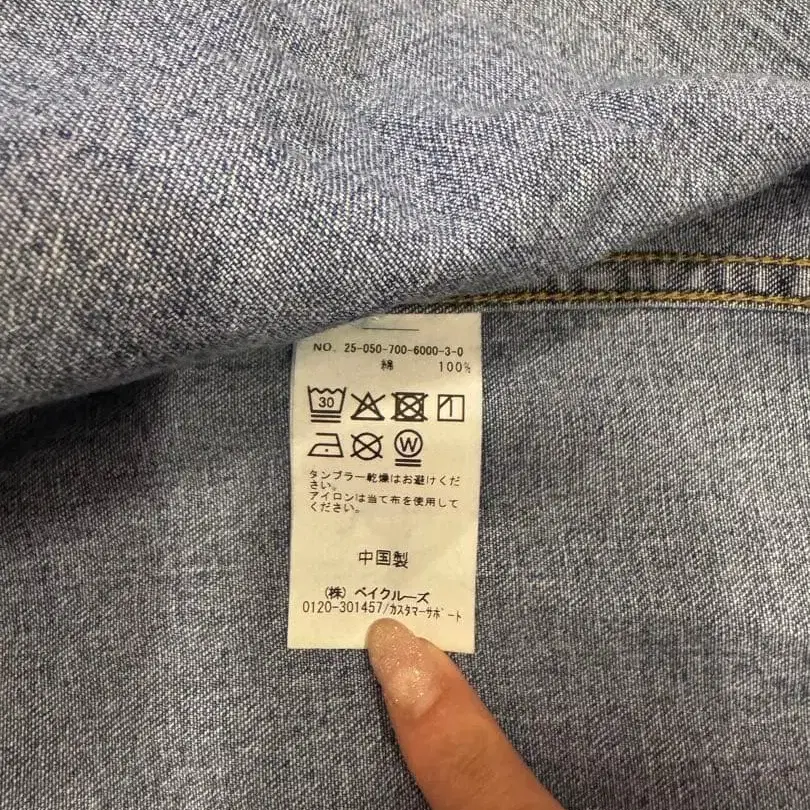 NO. 25-050-700-6000-3-0
綿 100%
30
W
タンブラー乾燥はお避けくだ
さい。
アイロンは当て布を使用して
ください。
中国製
(株) ベイクルーズ
0120-301457/カスタマーサポート